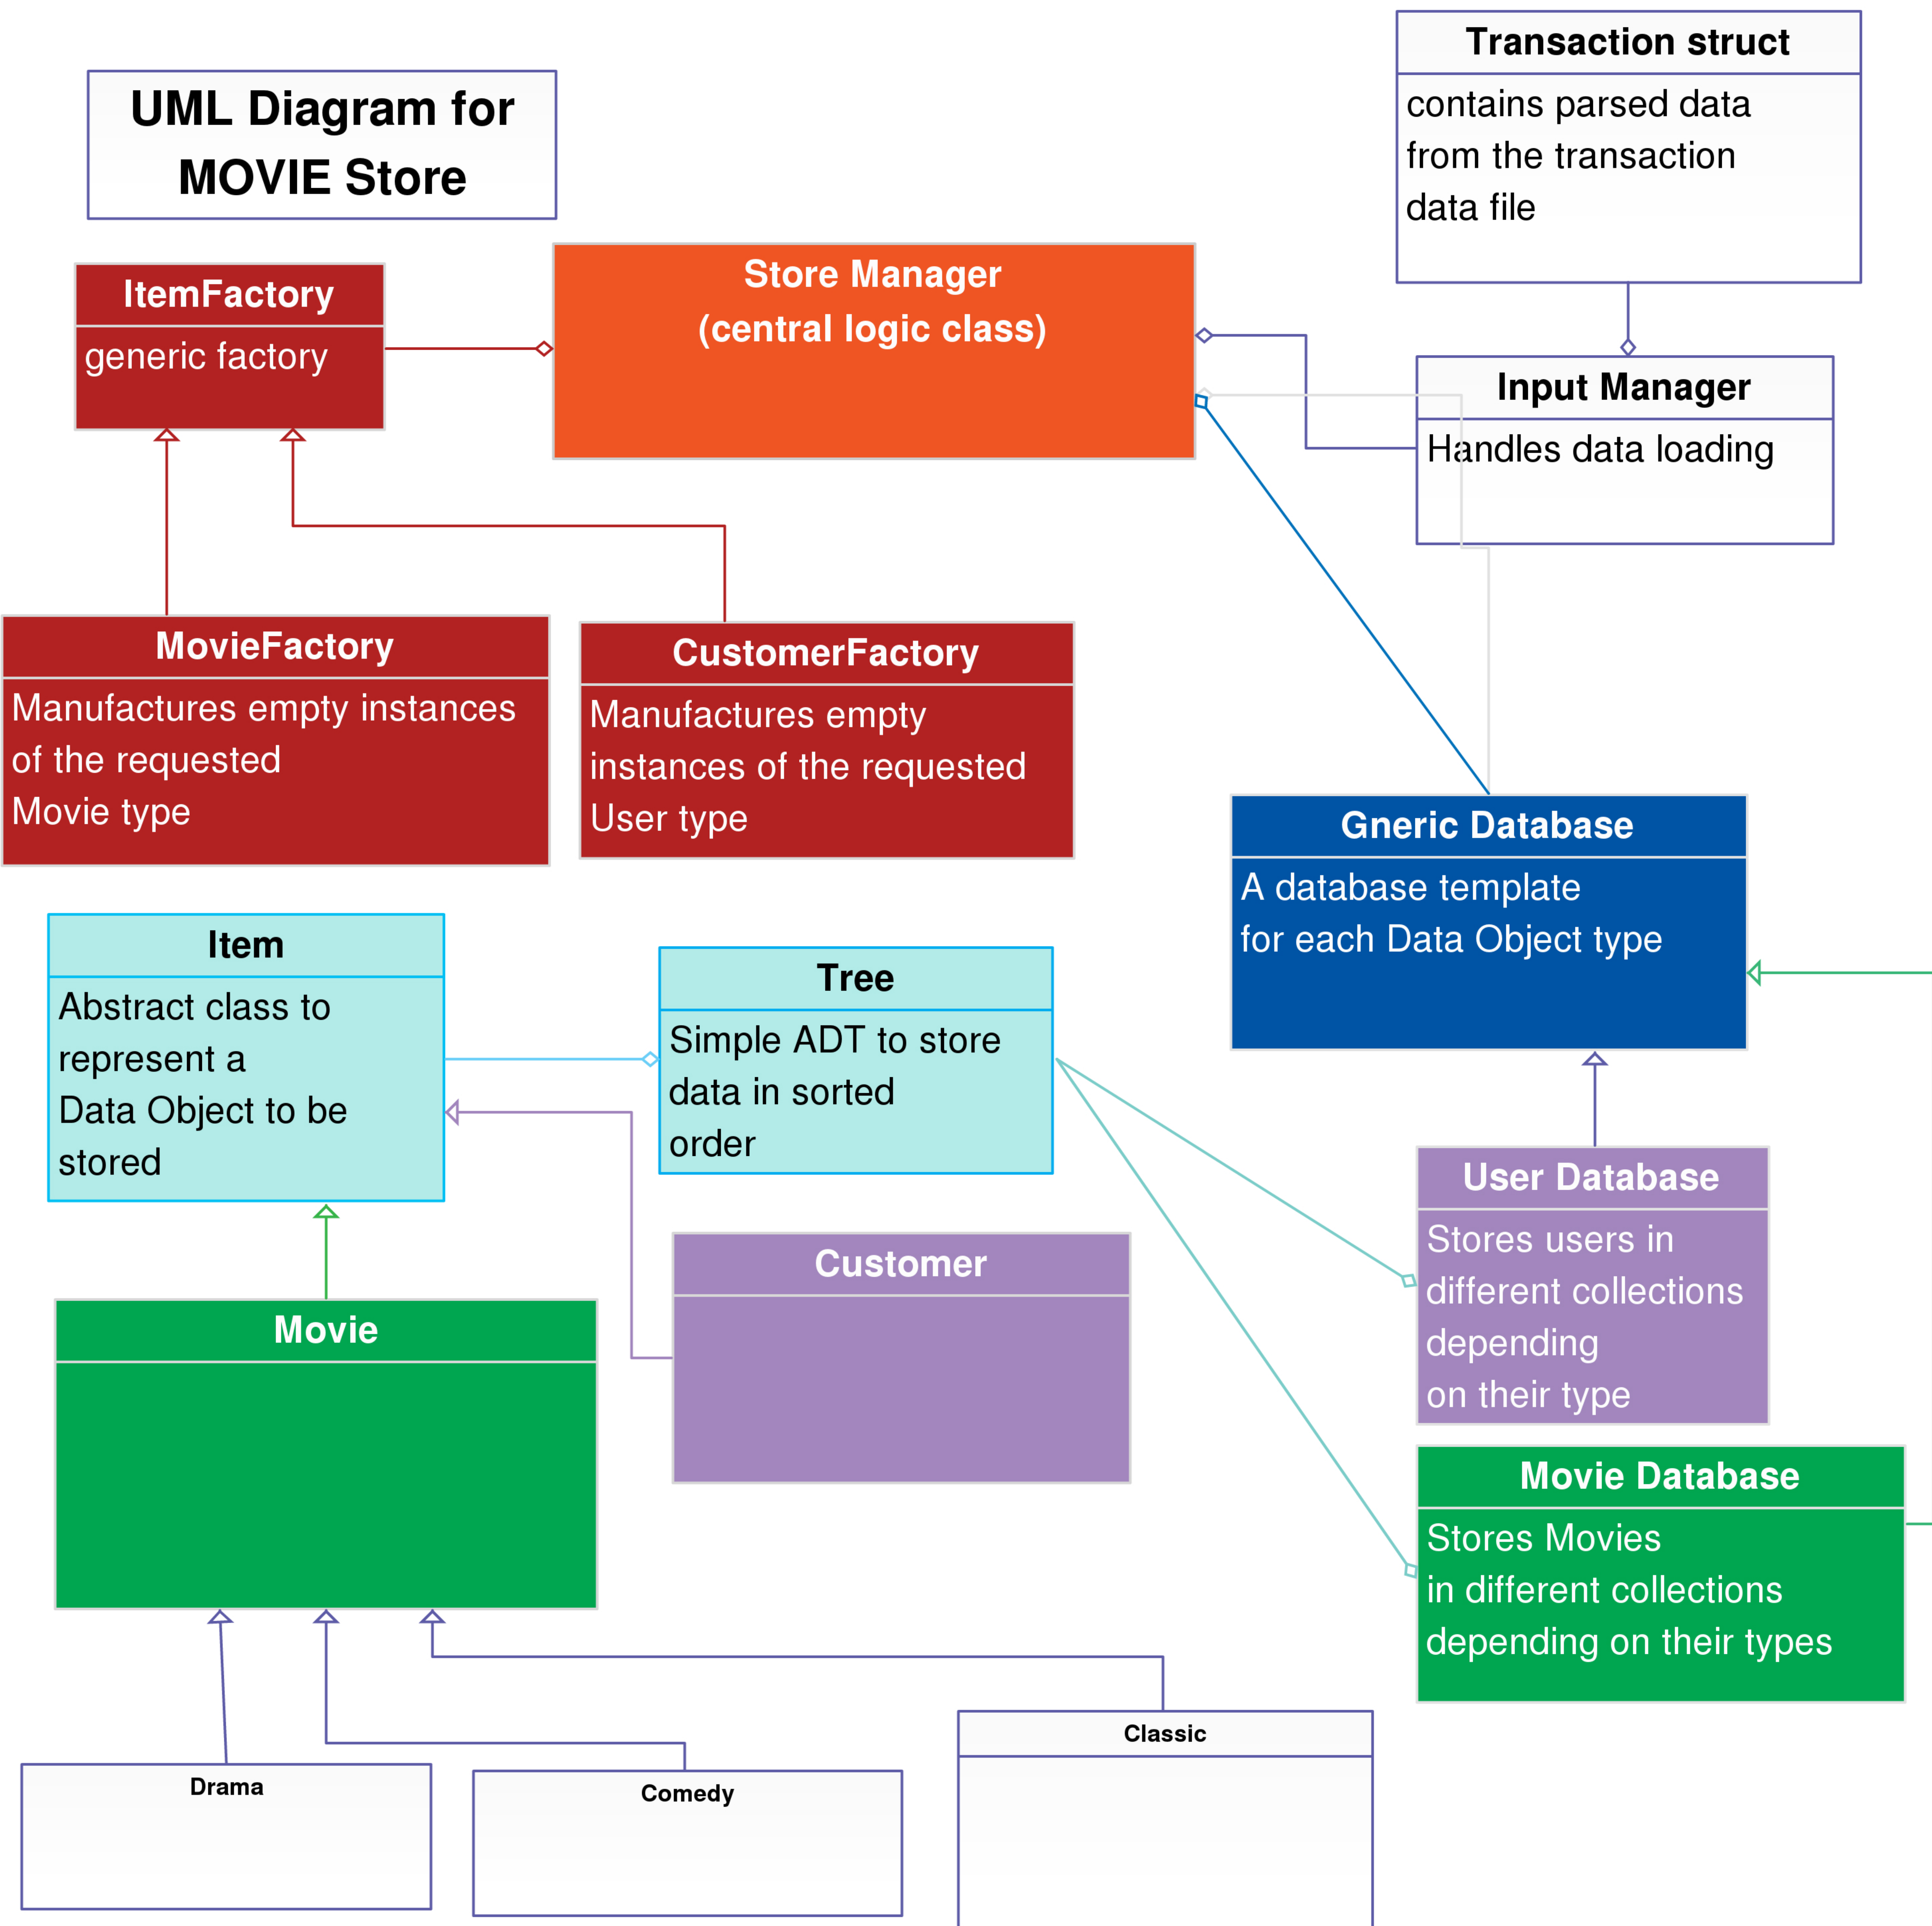 UML Diagram for
MOVIE Store
Transaction struct
contains parsed data
from the transaction
data file
ItemFactory
generic factory
Store Manager
(central logic class)
Input Manager
Handles data loading
MovieFactory
Manufactures empty instances
of the requested
Movie type
CustomerFactory
Manufactures empty
instances of the requested
User type
Gneric Database
A database template
for each Data Object type
Item
Abstract class to
represent a
Data Object to be
stored
Tree
Simple ADT to store
data in sorted
order
User Database
Stores users in
different collections
depending
on their type
Customer
Movie
Movie Database
Stores Movies
in different collections
depending on their types
Drama
Comedy
Classic